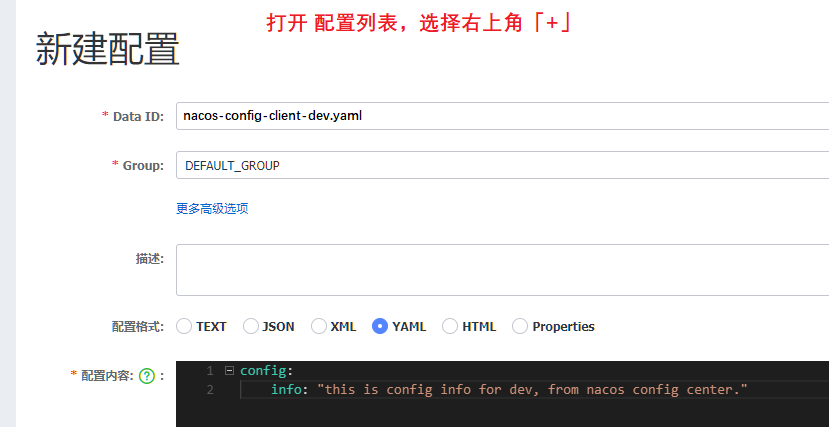 打开 配置列表，选择右上角「+」
新建配置
* Data ID: nacos-config-client-dev.yaml
* Group: DEFAULT_GROUP
更多高级选项
描述:
配置格式: TEXT JSON XML YAML HTML Properties
* 配置内容: ? :
1 config:
2 info: "this is config info for dev, from nacos config center."